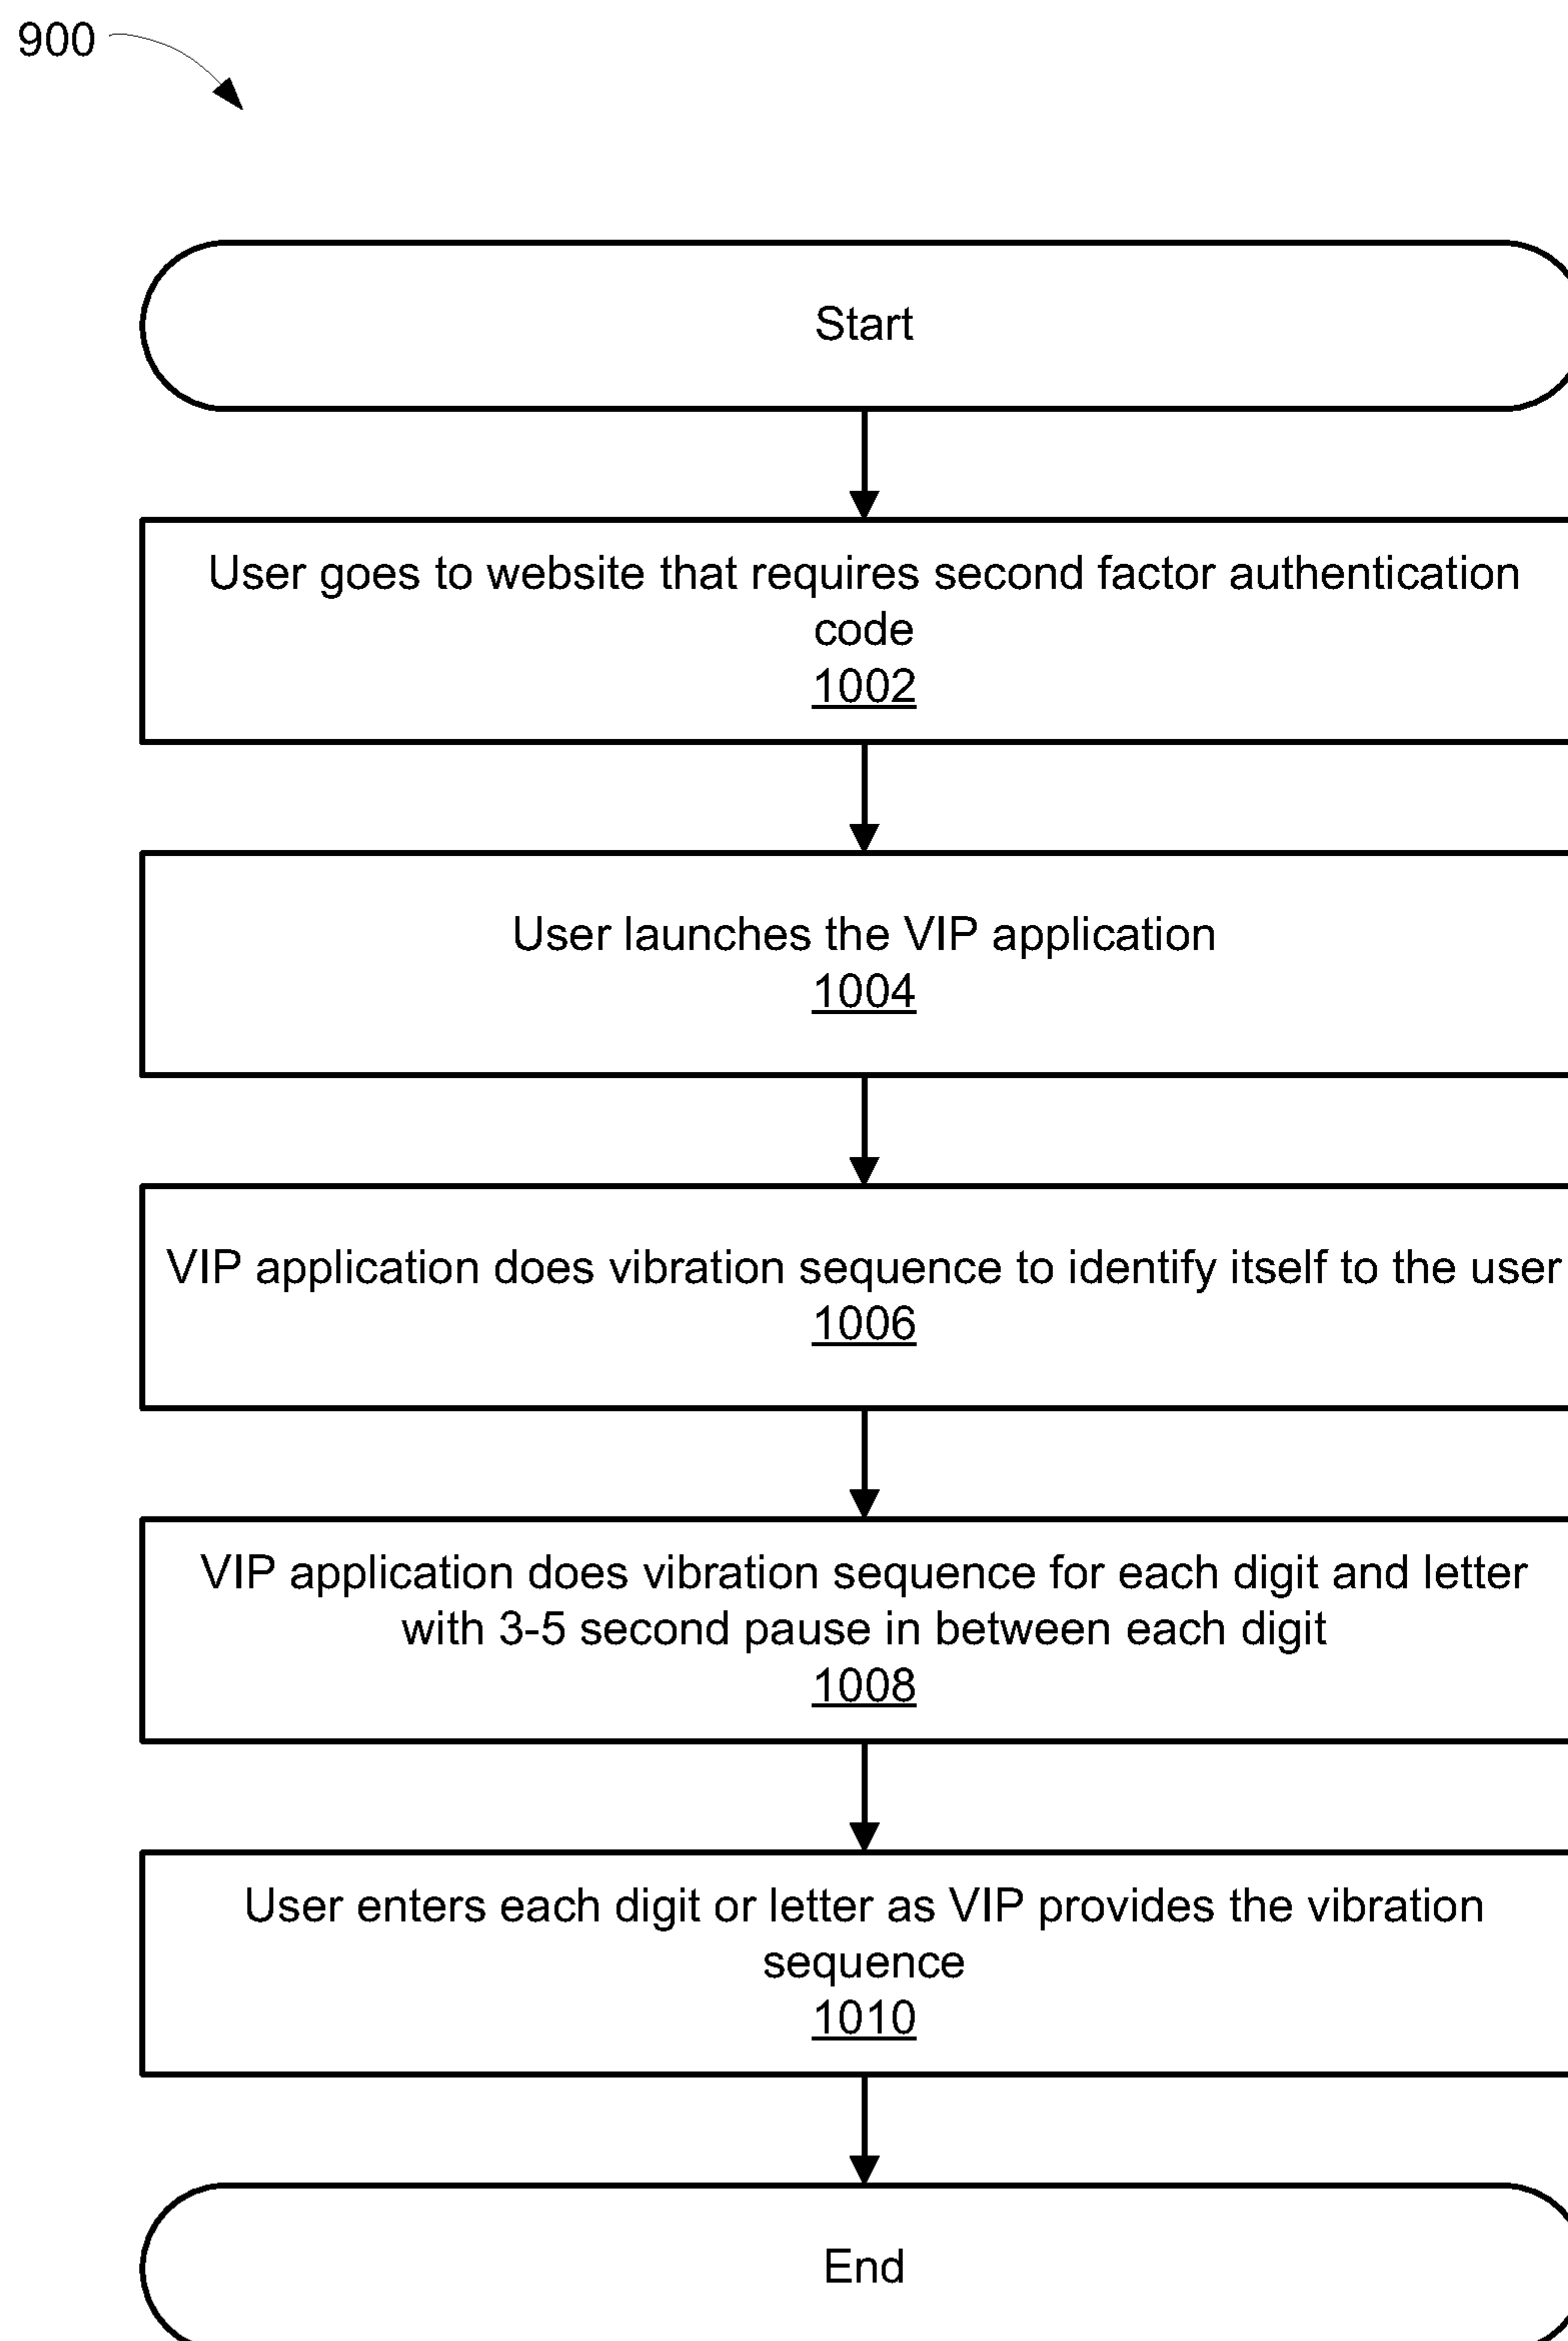 900
Start
User goes to website that requires second factor authentication
code
1002
User launches the VIP application
1004
VIP application does vibration sequence to identify itself to the user
1006
VIP application does vibration sequence for each digit and letter
with 3-5 second pause in between each digit
1008
User enters each digit or letter as VIP provides the vibration
sequence
1010
End